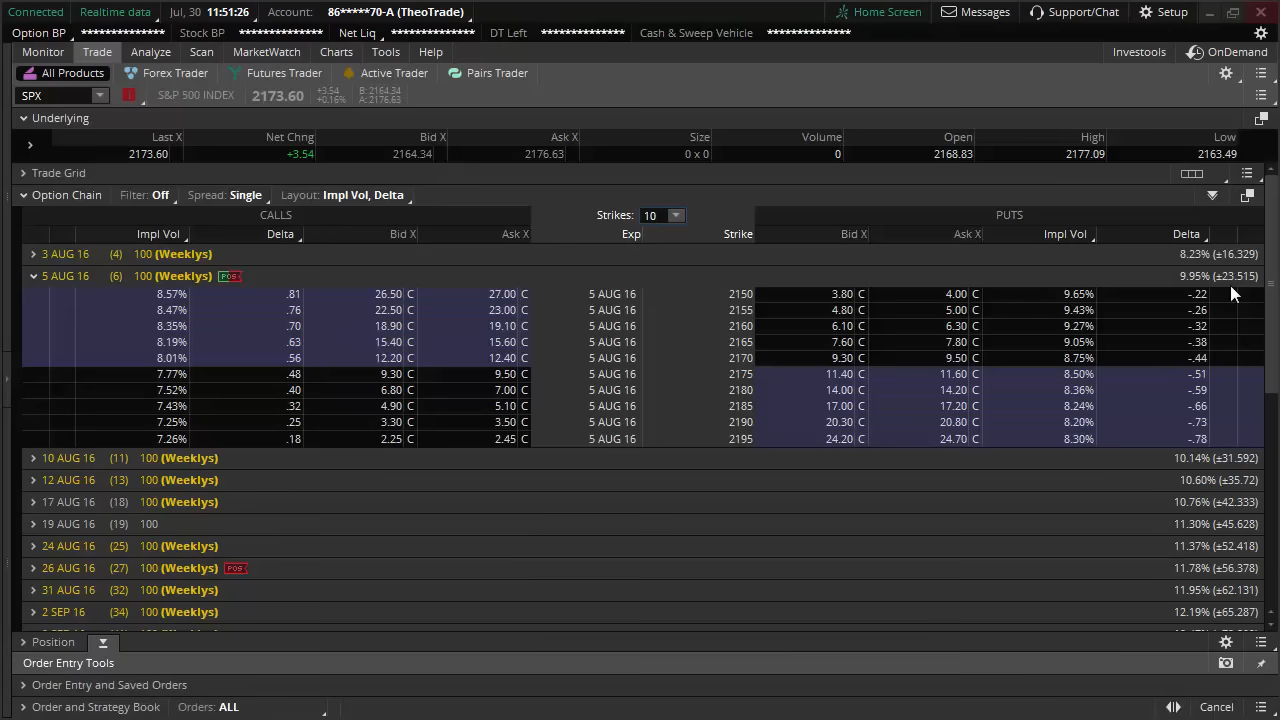 Connected Realtime data Jul, 30 11:51:26 Account: 86*****70-A (TheoTrade) Home Screen Messages Support/Chat Setup
Option BP ************** Stock BP ************** Net Liq ************** DT Left ************** Cash & Sweep Vehicle **************
Monitor Trade Analyze Scan MarketWatch Charts Tools Help Investools OnDemand
All Products Forex Trader Futures Trader Active Trader Pairs Trader
SPX S&P 500 INDEX 2173.60 +3.54 +0.16% B: 2164.34 A: 2176.63
Underlying
Last X Net Chng Bid X Ask X Size Volume Open High Low
2173.60 +3.54 2164.34 2176.63 0 x 0 0 2168.83 2177.09 2163.49
Trade Grid
Option Chain Filter: Off Spread: Single Layout: Impl Vol, Delta
CALLS Strikes: 10 PUTS
Impl Vol Delta Bid X Ask X Exp Strike Bid X Ask X Impl Vol Delta
3 AUG 16 (4) 100 (Weeklys) 8.23% (±16.329)
5 AUG 16 (6) 100 (Weeklys) POS 9.95% (±23.515)
8.57% .81 26.50 C 27.00 C 5 AUG 16 2150 3.80 C 4.00 C 9.65% -.22
8.47% .76 22.50 C 23.00 C 5 AUG 16 2155 4.80 C 5.00 C 9.43% -.26
8.35% .70 18.90 C 19.10 C 5 AUG 16 2160 6.10 C 6.30 C 9.27% -.32
8.19% .63 15.40 C 15.60 C 5 AUG 16 2165 7.60 C 7.80 C 9.05% -.38
8.01% .56 12.20 C 12.40 C 5 AUG 16 2170 9.30 C 9.50 C 8.75% -.44
7.77% .48 9.30 C 9.50 C 5 AUG 16 2175 11.40 C 11.60 C 8.50% -.51
7.52% .40 6.80 C 7.00 C 5 AUG 16 2180 14.00 C 14.20 C 8.36% -.59
7.43% .32 4.90 C 5.10 C 5 AUG 16 2185 17.00 C 17.20 C 8.24% -.66
7.25% .25 3.30 C 3.50 C 5 AUG 16 2190 20.30 C 20.80 C 8.20% -.73
7.26% .18 2.25 C 2.45 C 5 AUG 16 2195 24.20 C 24.70 C 8.30% -.78
10 AUG 16 (11) 100 (Weeklys) 10.14% (±31.592)
12 AUG 16 (13) 100 (Weeklys) 10.60% (±35.72)
17 AUG 16 (18) 100 (Weeklys) 10.76% (±42.333)
19 AUG 16 (19) 100 11.30% (±45.628)
24 AUG 16 (25) 100 (Weeklys) 11.37% (±52.418)
26 AUG 16 (27) 100 (Weeklys) POS 11.78% (±56.378)
31 AUG 16 (32) 100 (Weeklys) 11.95% (±62.131)
2 SEP 16 (34) 100 (Weeklys) 12.19% (±65.287)
Position
Order Entry Tools
Order Entry and Saved Orders
Order and Strategy Book Orders: ALL Cancel